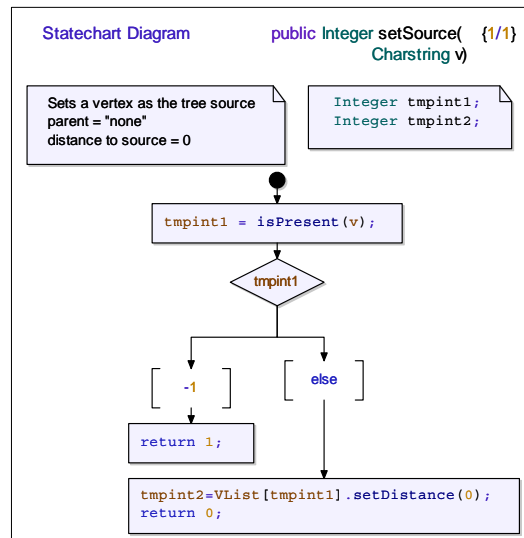 Statechart Diagram
public Integer setSource( {1/1}
Charstring v)
Sets a vertex as the tree source
parent = "none"
distance to source = 0
Integer tmpint1;
Integer tmpint2;
tmpint1 = isPresent(v);
tmpint1
-1
else
return 1;
tmpint2=VList[tmpint1].setDistance(0);
return 0;